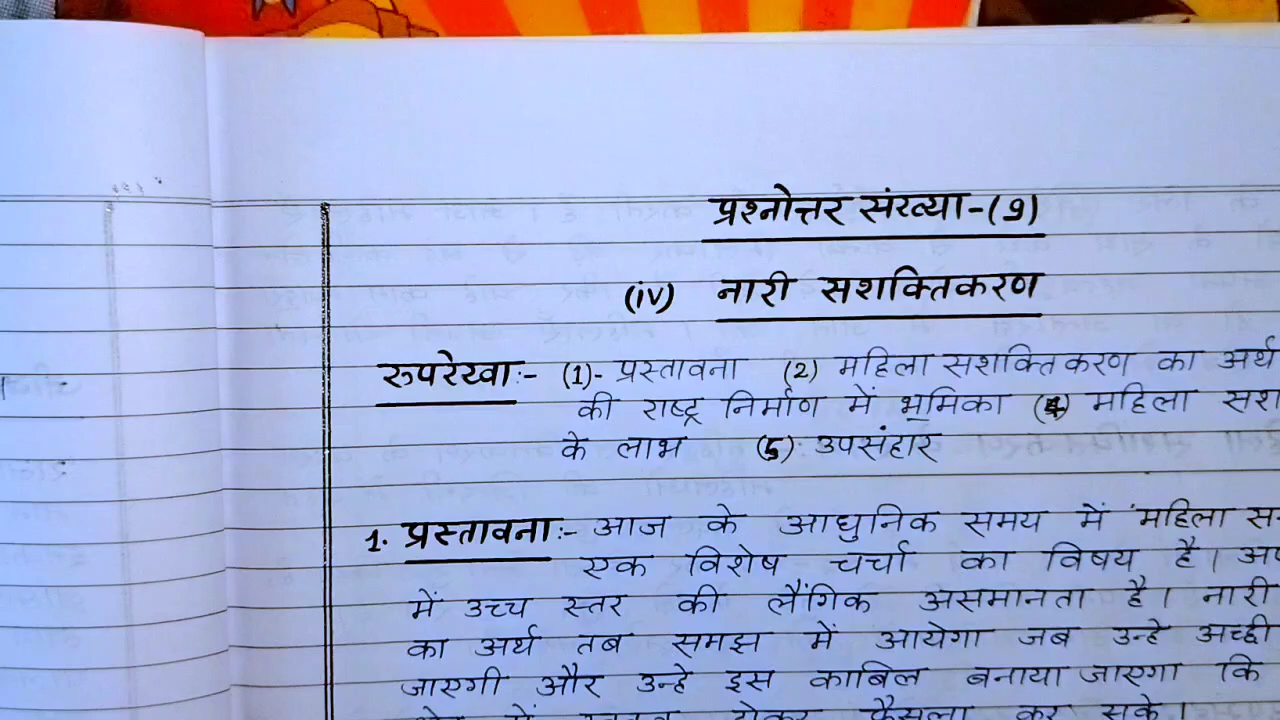 प्रश्नोत्तर संख्या-(9)
(iv) नारी सशक्तिकरण
रुपरेखा:- (1)- प्रस्तावना (2) महिला सशक्तिकरण का अर्थ
की राष्ट्र निर्माण में भूमिका (4) महिला सश
के लाभ (5) उपसंहार
1. प्रस्तावना:- आज के आधुनिक समय में महिला स
एक विशेष चर्चा का विषय है।
में उच्च स्तर की लैंगिक असमानता है। नारी
का अर्थ तब समझ में आयेगा जब उन्हे अच्छी
जाएगी और उन्हे इस काबिल बनाया जाएगा कि
में होकर फैसला कर सके।